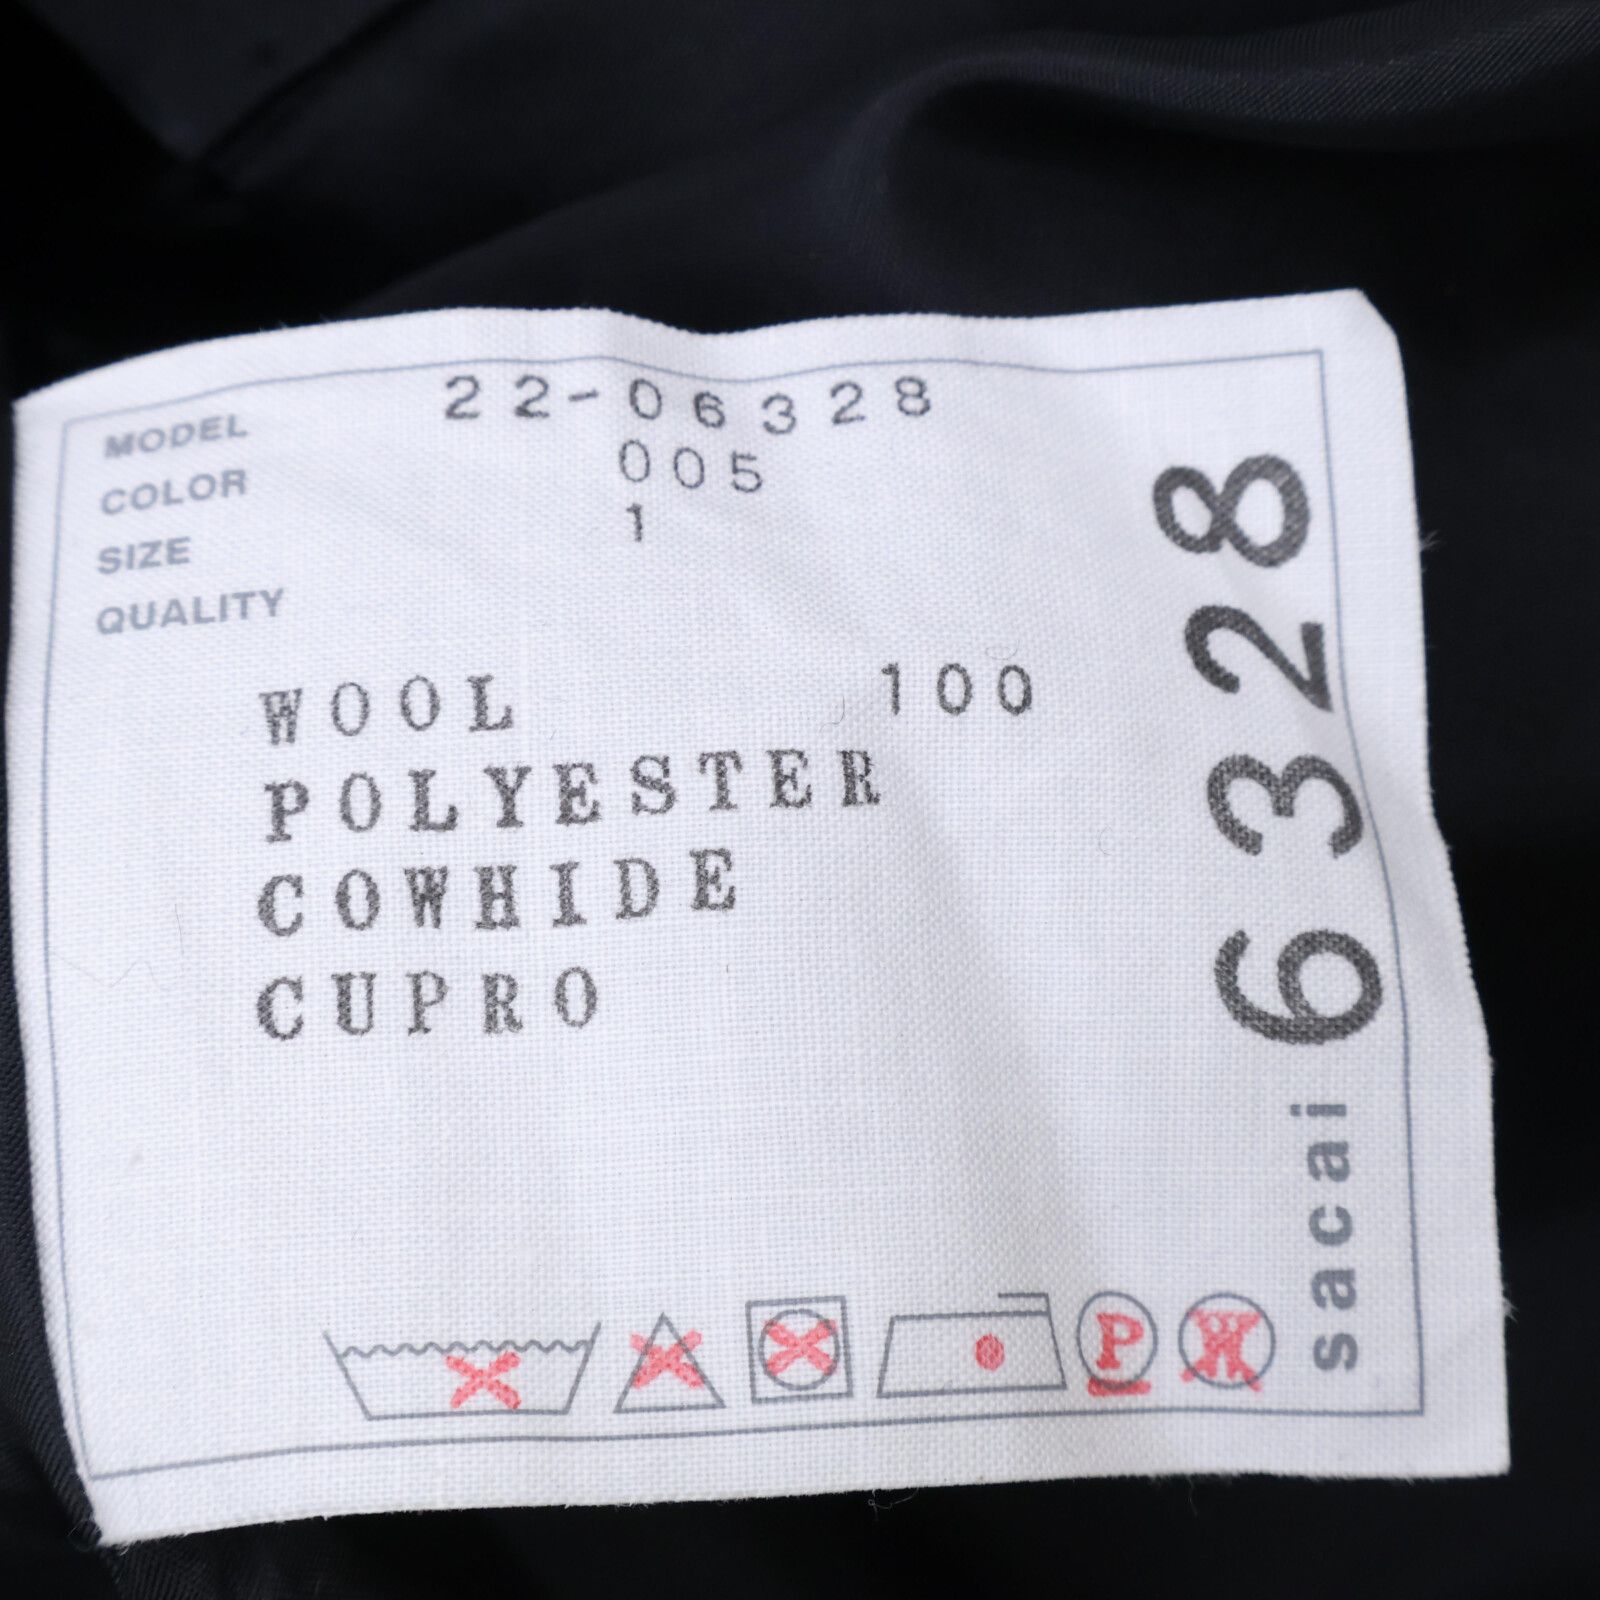 MODEL 22-06328
COLOR 005
SIZE 1
QUALITY
WOOL 100
POLYESTER
COWHIDE
CUPRO
P
W
sacai 6328